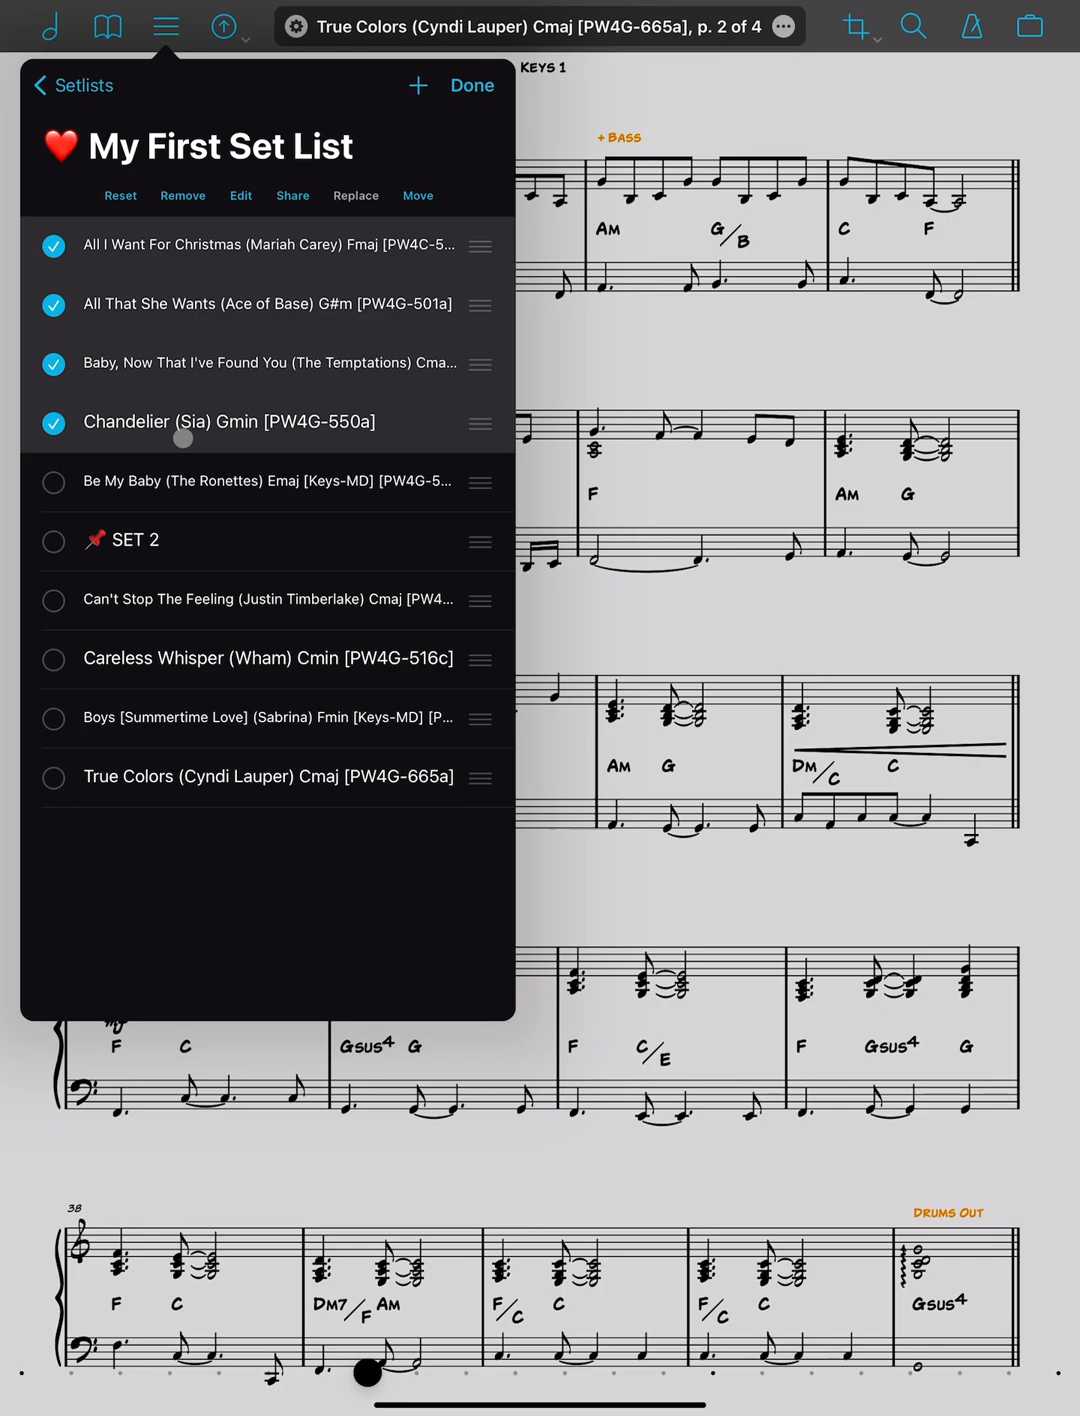 True Colors (Cyndi Lauper) Cmaj [PW4G-665a], p. 2 of 4
KEYS 1
Setlists
Done
❤️ My First Set List
Reset Remove Edit Share Replace Move
All I Want For Christmas (Mariah Carey) Fmaj [PW4C-5...
All That She Wants (Ace of Base) G#m [PW4G-501a]
Baby, Now That I've Found You (The Temptations) Cma...
Chandelier (Sia) Gmin [PW4G-550a]
Be My Baby (The Ronettes) Emaj [Keys-MD] [PW4G-5...
📌 SET 2
Can't Stop The Feeling (Justin Timberlake) Cmaj [PW4...
Careless Whisper (Wham) Cmin [PW4G-516c]
Boys [Summertime Love] (Sabrina) Fmin [Keys-MD] [P...
True Colors (Cyndi Lauper) Cmaj [PW4G-665a]
+ BASS
AM G/B C F
F AM G
AM G DM/C C
mf
F C GSUS4 G F C/E F GSUS4 G
38
DRUMS OUT
F C DM7/F AM F/C C F/C C GSUS4